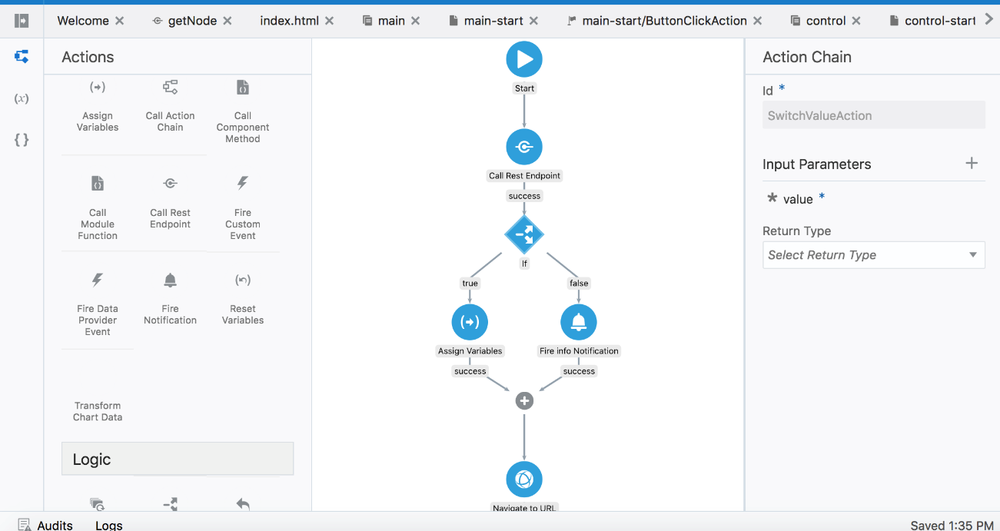 Welcome
getNode
index.html
main
main-start
main-start/ButtonClickAction
control
control-start
Actions
(x)
{ }
Assign
Variables
Call Action
Chain
Call
Component
Method
Call
Module
Function
Call Rest
Endpoint
Fire
Custom
Event
Fire Data
Provider
Event
Fire
Notification
Reset
Variables
Transform
Chart Data
Logic
Start
Call Rest Endpoint
success
If
true
false
Assign Variables
Fire info Notification
success
success
Navigate to URL
Action Chain
Id *
SwitchValueAction
Input Parameters
* value *
Return Type
Select Return Type
Audits
Logs
Saved 1:35 PM